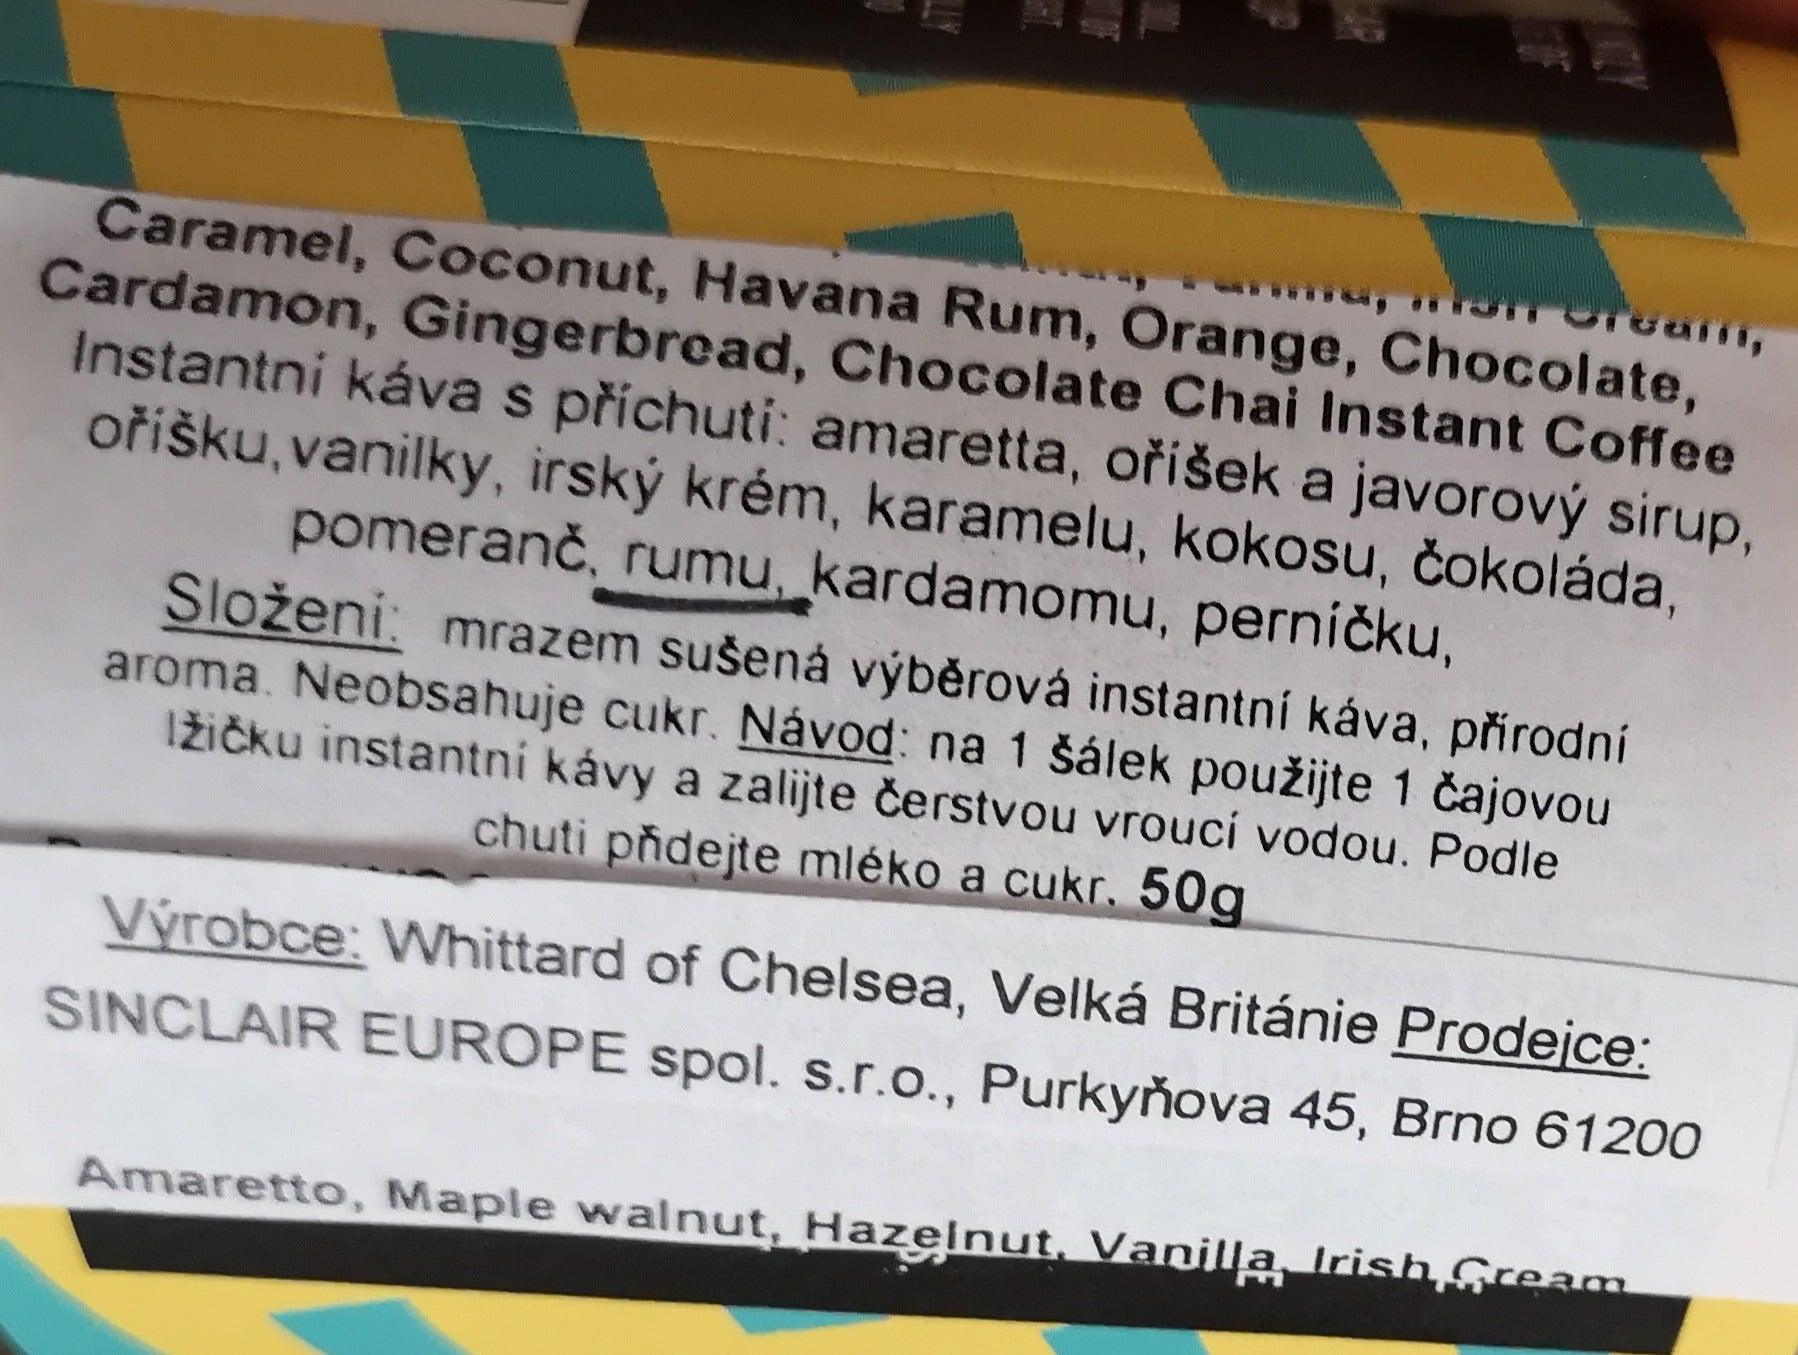 Caramel, Coconut, Havana Rum, Orange, Chocolate,
Cardamon, Gingerbread, Chocolate Chai Instant Coffee
Instantní káva s příchutí: amaretta, oříšek a javorový sirup,
oříšku, vanilky, irský krém, karamelu, kokosu, čokoláda,
pomeranč, rumu, kardamomu, perníčku,
Složení: mrazem sušená výběrová instantní káva, přírodní
aroma. Neobsahuje cukr. Návod: na 1 šálek použijte 1 čajovou
lžičku instantní kávy a zalijte čerstvou vroucí vodou. Podle
chuti přidejte mléko a cukr. 50g
Výrobce: Whittard of Chelsea, Velká Británie Prodejce:
SINCLAIR EUROPE spol. s.r.o., Purkyňova 45, Brno 61200
Amaretto, Maple walnut, Hazelnut, Vanilla, Irish Cream